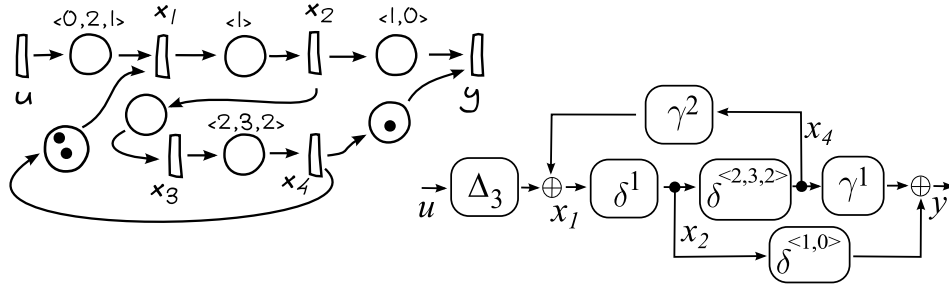 <0,2,1> x₁ <1> x₂ <1,0>
u y
<2,3,2>
x₃ x₄
γ² x₄
Δ₃ ⊕ δ¹ δ^<2,3,2> γ¹ ⊕
u x₁ x₂ y
δ^<1,0>